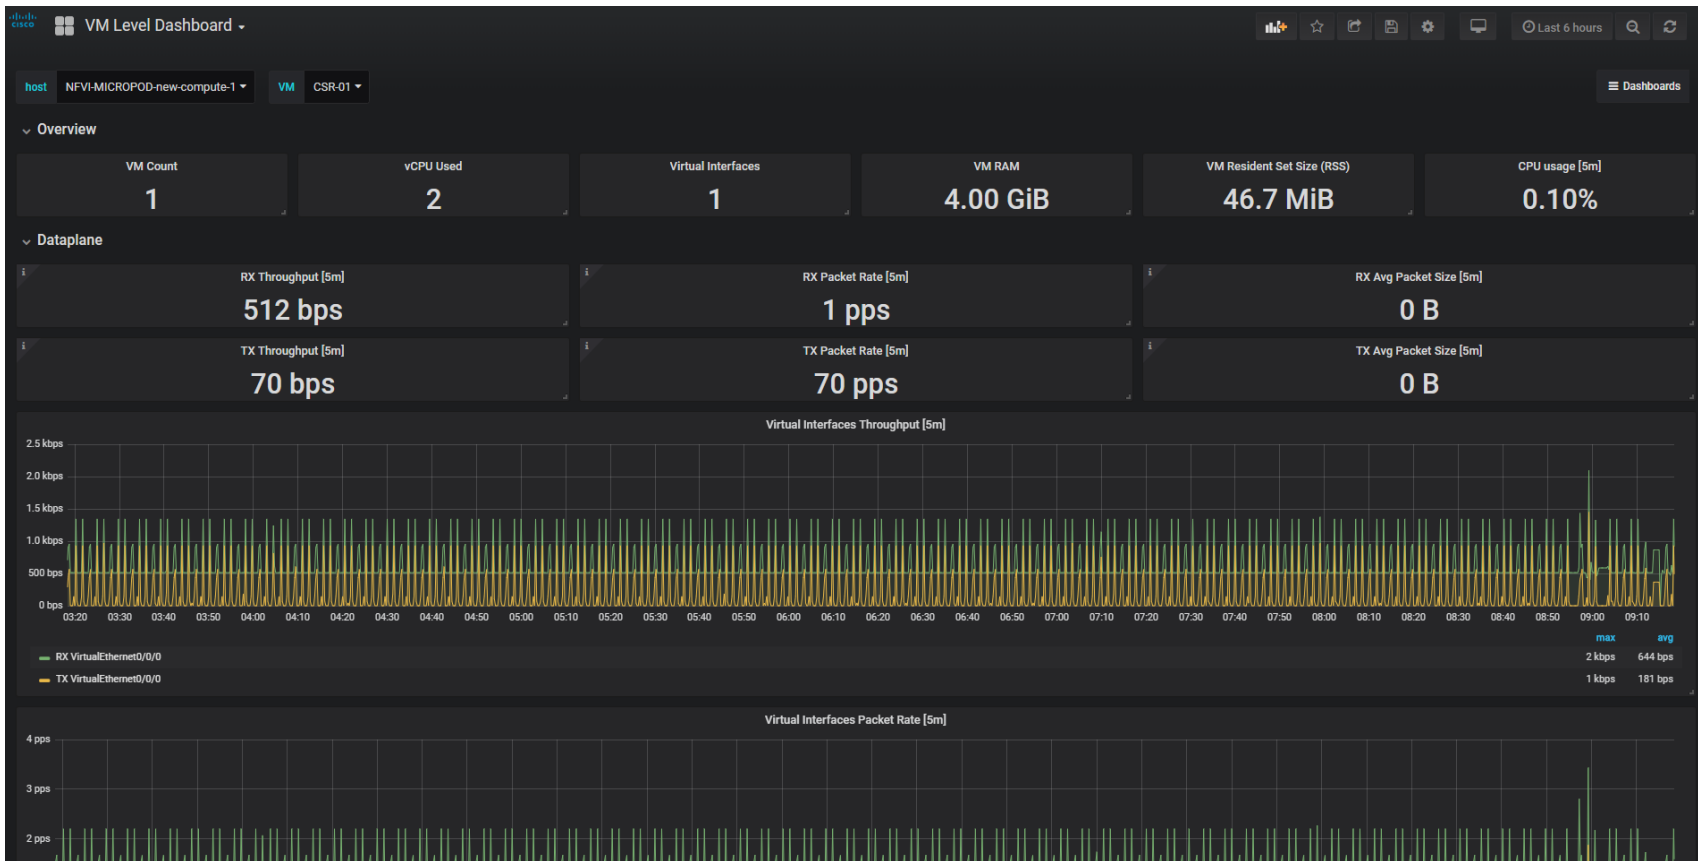 cisco VM Level Dashboard Last 6 hours
host NFVI-MICROPOD-new-compute-1 VM CSR-01 Dashboards
Overview
VM Count vCPU Used Virtual Interfaces VM RAM VM Resident Set Size (RSS) CPU usage [5m]
1 2 1 4.00 GiB 46.7 MiB 0.10%
Dataplane
RX Throughput [5m] RX Packet Rate [5m] RX Avg Packet Size [5m]
512 bps 1 pps 0 B
TX Throughput [5m] TX Packet Rate [5m] TX Avg Packet Size [5m]
70 bps 70 pps 0 B
Virtual Interfaces Throughput [5m]
2.5 kbps
2.0 kbps
1.5 kbps
1.0 kbps
500 bps
0 bps
03:20 03:30 03:40 03:50 04:00 04:10 04:20 04:30 04:40 04:50 05:00 05:10 05:20 05:30 05:40 05:50 06:00 06:10 06:20 06:30 06:40 06:50 07:00 07:10 07:20 07:30 07:40 07:50 08:00 08:10 08:20 08:30 08:40 08:50 09:00 09:10
max avg
RX VirtualEthernet0/0/0 2 kbps 644 bps
TX VirtualEthernet0/0/0 1 kbps 181 bps
Virtual Interfaces Packet Rate [5m]
4 pps
3 pps
2 pps